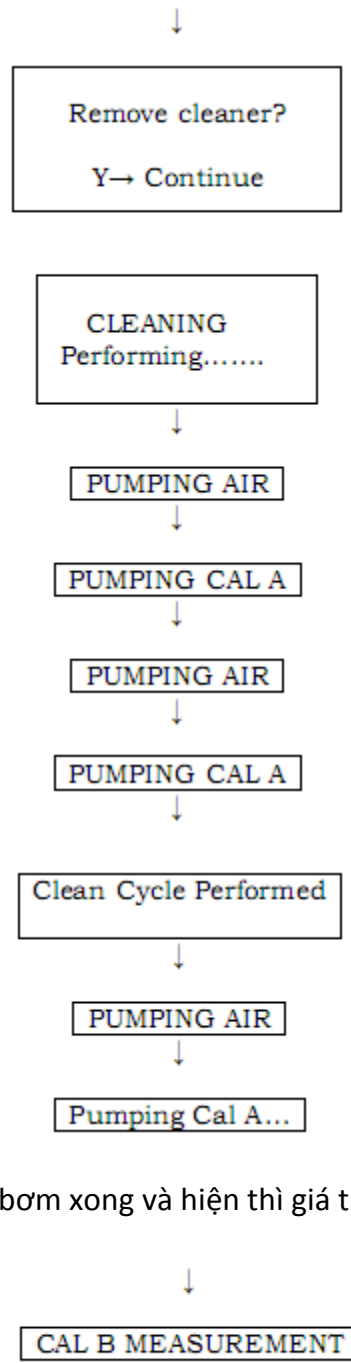 ↓
Remove cleaner?
Y→ Continue
CLEANING
Performing.......
↓
PUMPING AIR
↓
PUMPING CAL A
↓
PUMPING AIR
↓
PUMPING CAL A
↓
Clean Cycle Performed
↓
PUMPING AIR
↓
Pumping Cal A...
bơm xong và hiện thì giá t
↓
CAL B MEASUREMENT